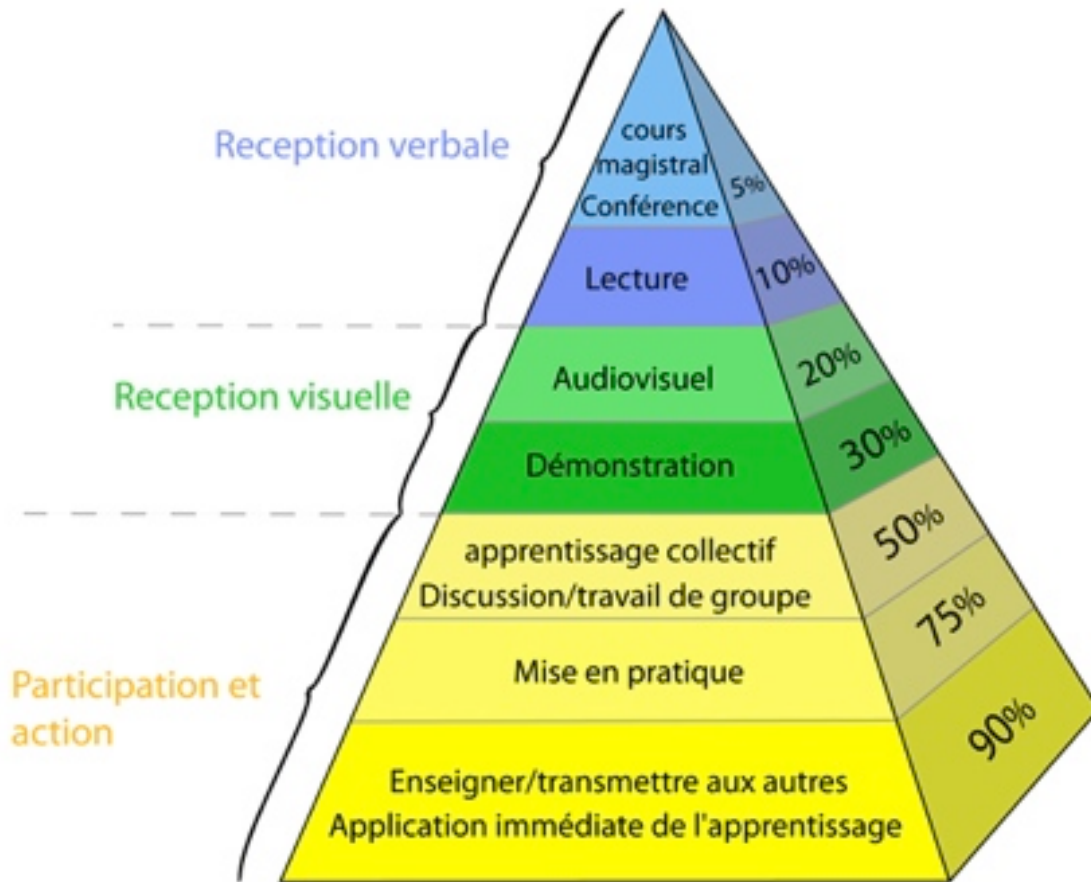 Reception verbale
cours
magistral
Conférence
5%
Lecture
10%
Reception visuelle
Audiovisuel
20%
Démonstration
30%
Participation et
action
apprentissage collectif
Discussion/travail de groupe
50%
Mise en pratique
75%
Enseigner/transmettre aux autres
Application immédiate de l'apprentissage
90%